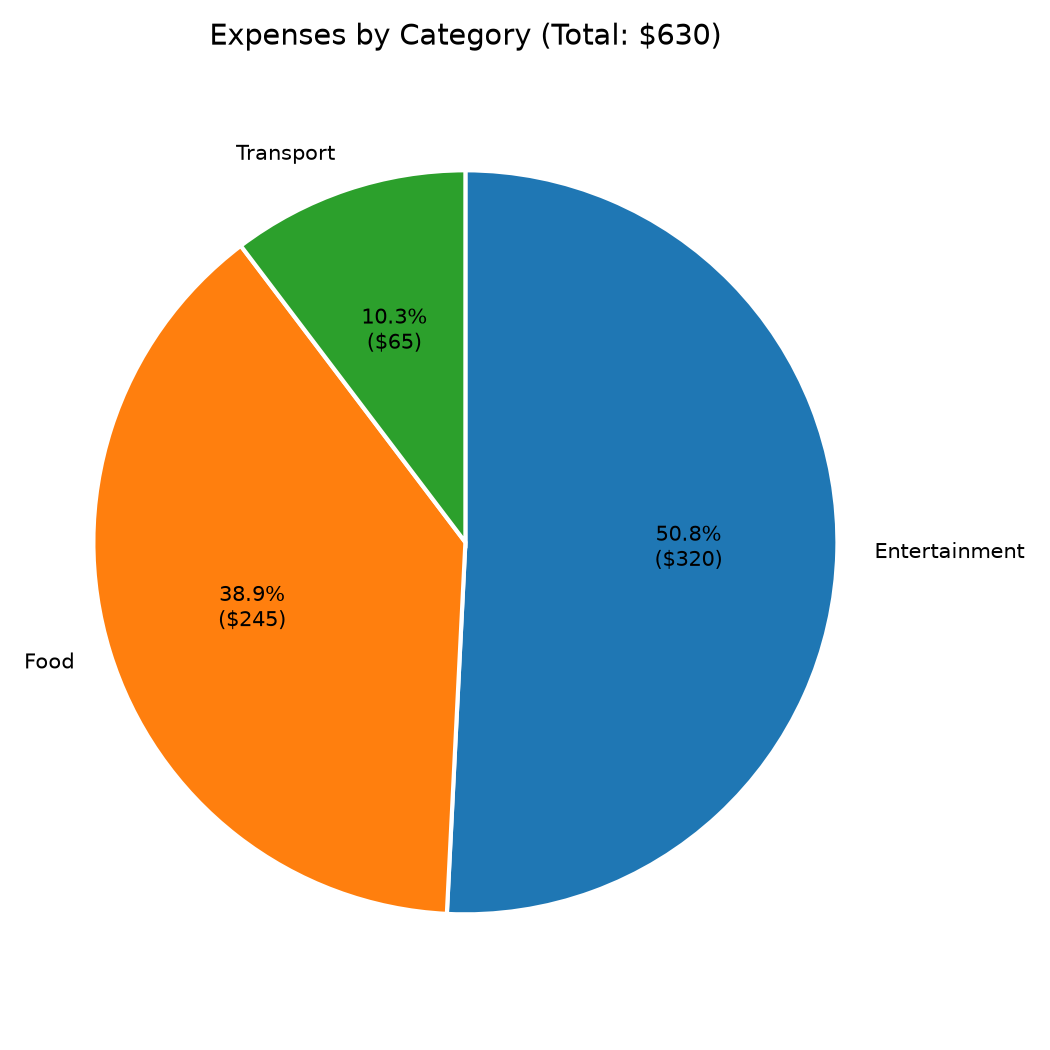 Expenses by Category (Total: $630)
Transport
10.3%
($65)
50.8%
($320)
Entertainment
38.9%
($245)
Food